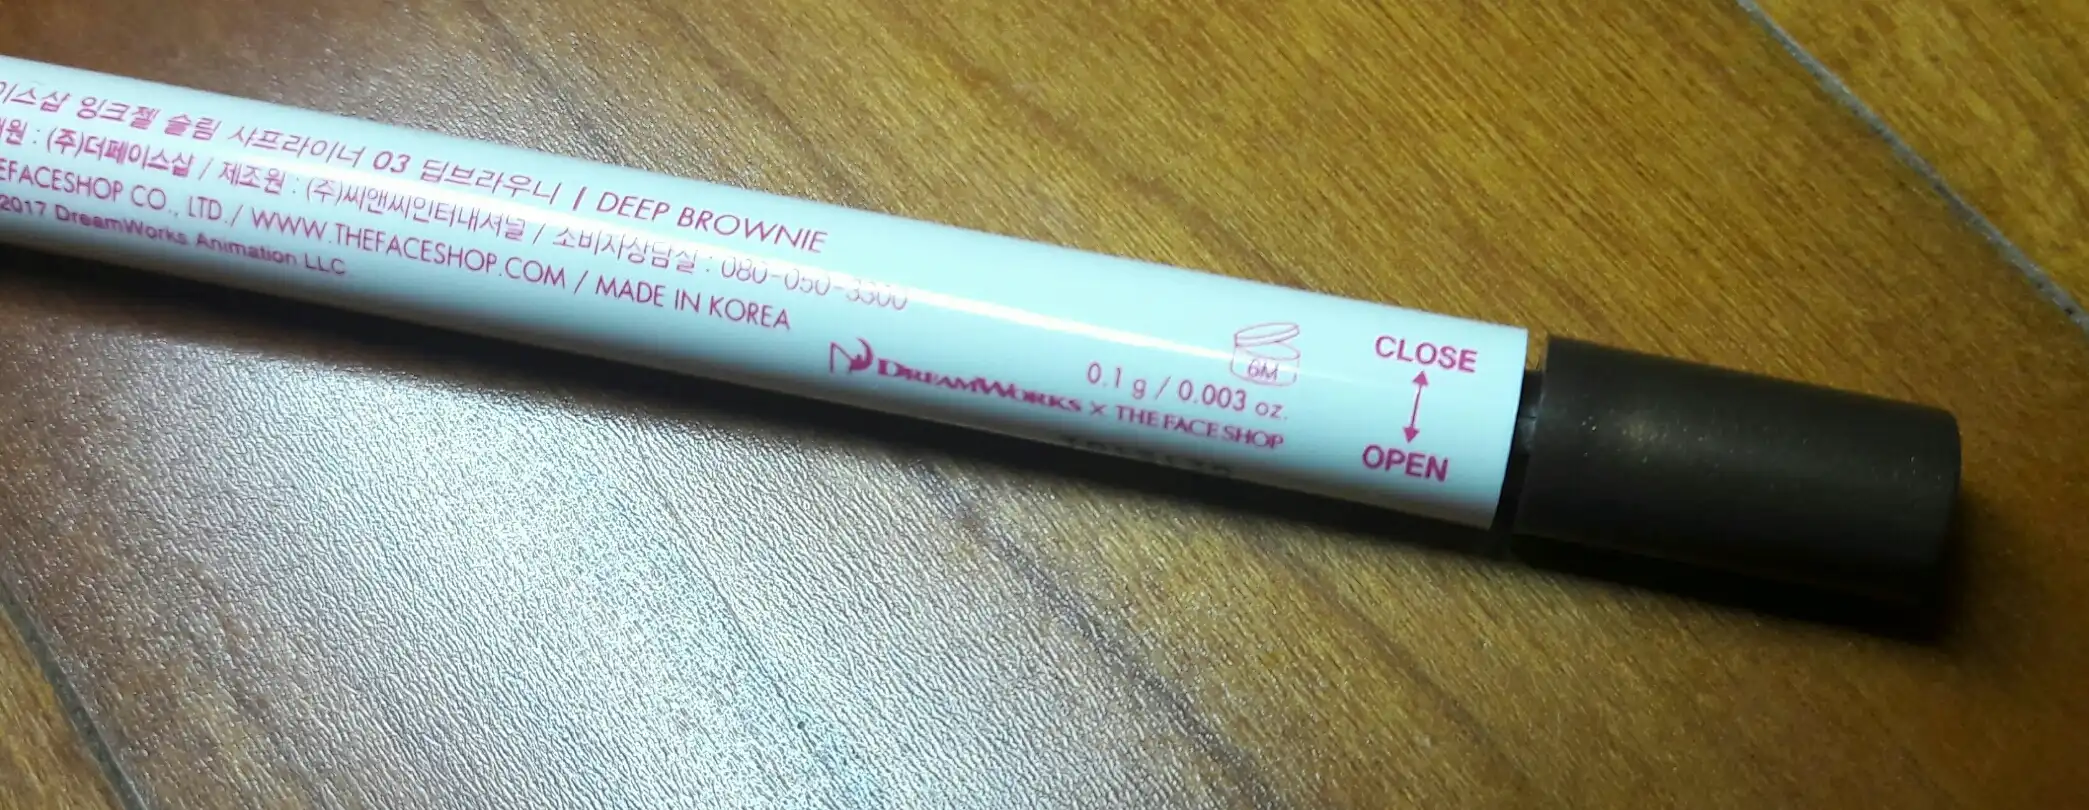 이스샵 잉크젤 슬림 샤프라이너 03 딥브라우니 | DEEP BROWNIE
원 : (주)더페이스샵 / 제조원 : (주)씨앤씨인터내셔널 / 소비자상담실 : 080-050-3300
EFACESHOP CO., LTD. / WWW.THEFACESHOP.COM / MADE IN KOREA
2017 DreamWorks Animation LLC
6M
0.1 g / 0.003 oz.
DREAMWORKS × THE FACE SHOP
CLOSE
OPEN